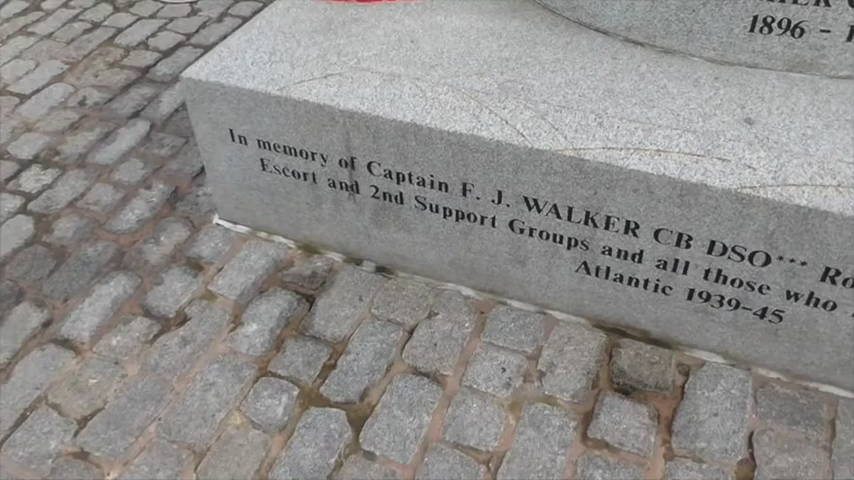 1896 -
In memory of Captain F. J. WALKER CB DSO***
Escort and 2nd Support Groups and all those who
Atlantic 1939-45